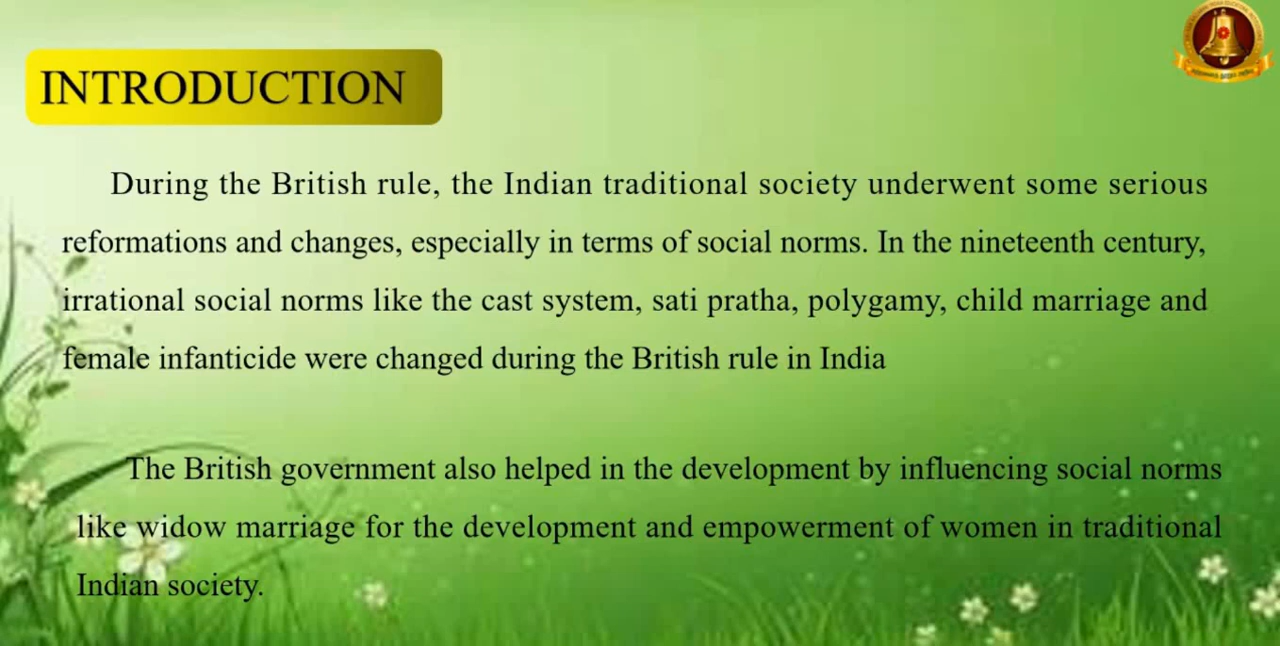 INTRODUCTION
During the British rule, the Indian traditional society underwent some serious
reformations and changes, especially in terms of social norms. In the nineteenth century,
irrational social norms like the cast system, sati pratha, polygamy, child marriage and
female infanticide were changed during the British rule in India
The British government also helped in the development by influencing social norms
like widow marriage for the development and empowerment of women in traditional
Indian society.